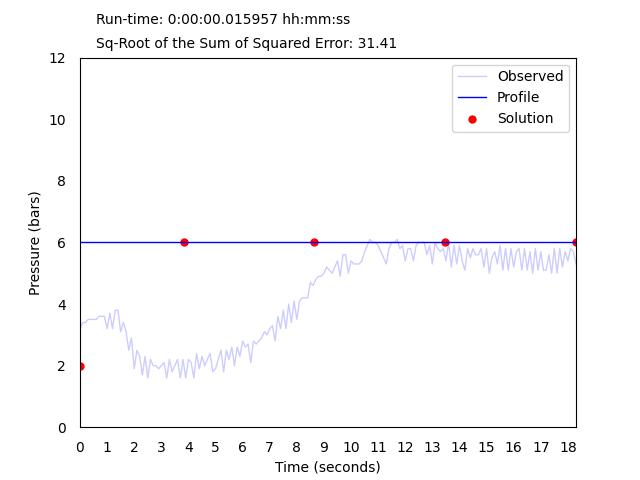 Run-time: 0:00:00.015957 hh:mm:ss
Sq-Root of the Sum of Squared Error: 31.41
Observed
Profile
Solution
12
10
8
6
4
2
0
Pressure (bars)
0 1 2 3 4 5 6 7 8 9 10 11 12 13 14 15 16 17 18
Time (seconds)